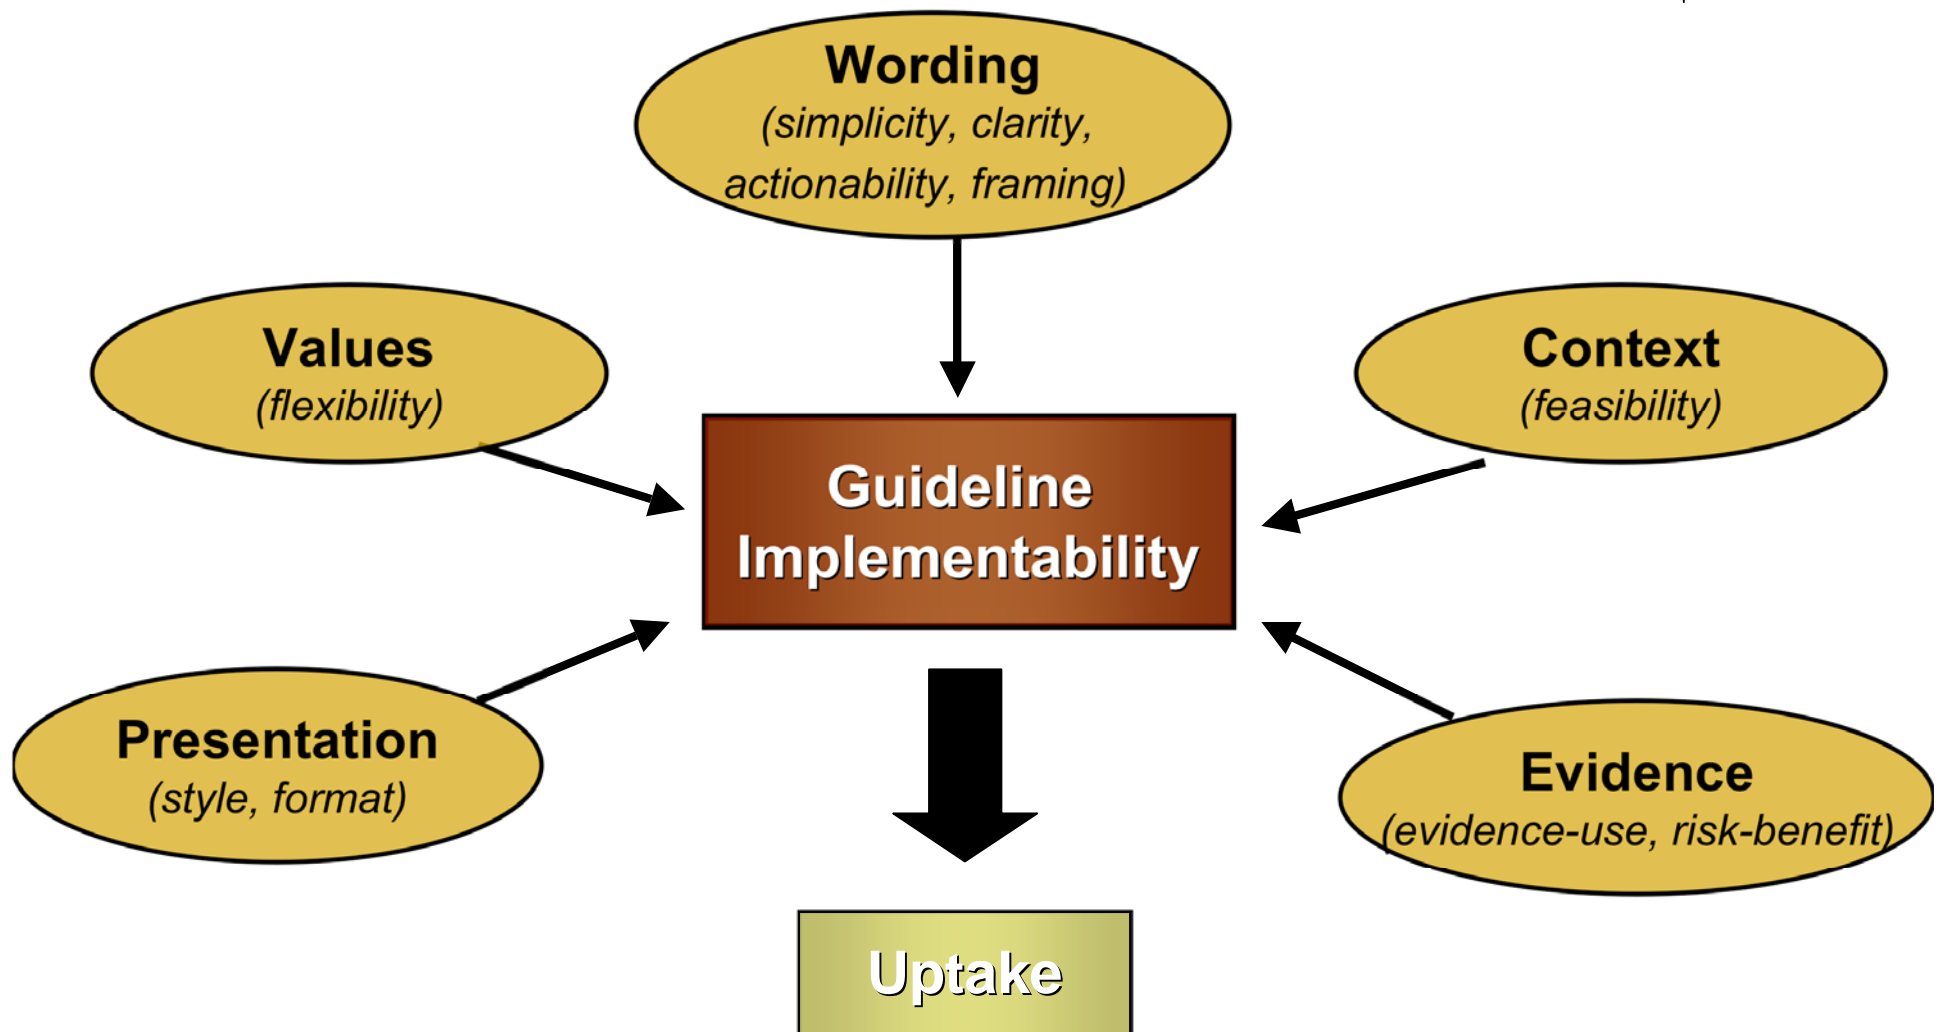 Wording
(simplicity, clarity,
actionability, framing)
Values
(flexibility)
Context
(feasibility)
Guideline
Implementability
Presentation
(style, format)
Evidence
(evidence-use, risk-benefit)
Uptake